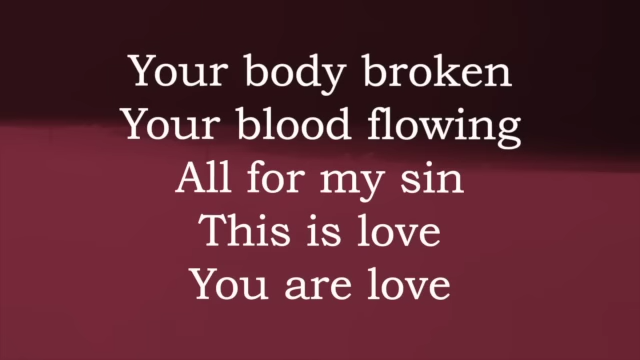 Your body broken
Your blood flowing
All for my sin
This is love
You are love